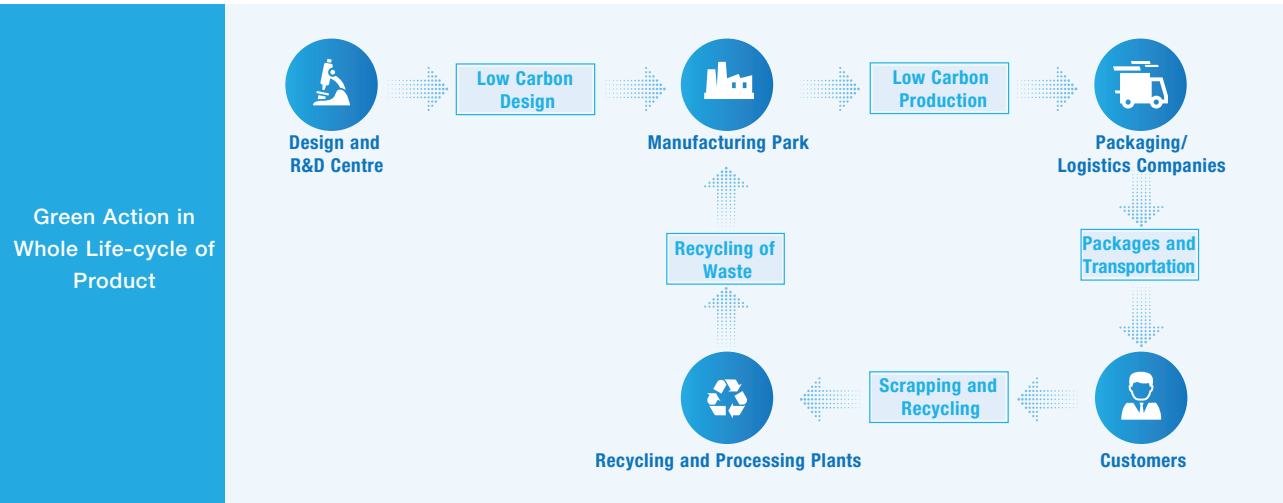 Green Action in
Whole Life-cycle of
Product
Low Carbon
Design
Low Carbon
Production
Design and
R&D Centre
Manufacturing Park
Packaging/
Logistics Companies
Recycling of
Waste
Packages and
Transportation
Scrapping and
Recycling
Recycling and Processing Plants
Customers